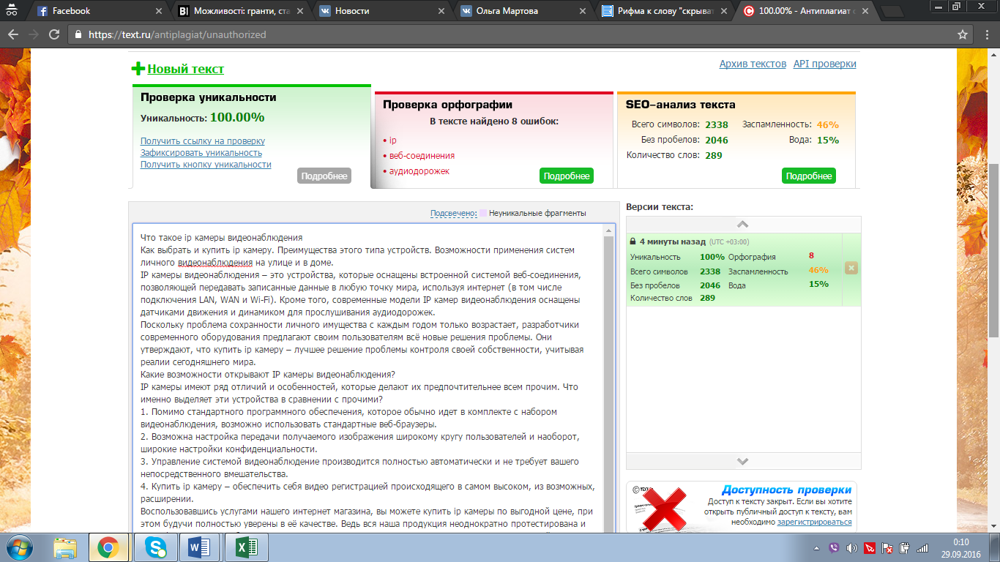 Facebook
Можливості: гранти, ста
Новости
Ольга Мартова
Рифма к слову "скрыват
100.00% - Антиплагиат о
https://text.ru/antiplagiat/unauthorized
Новый текст
Архив текстов API проверки
Проверка уникальности
Уникальность: 100.00%
Получить ссылку на проверку
Зафиксировать уникальность
Получить кнопку уникальности
Подробнее
Проверка орфографии
В тексте найдено 8 ошибок:
• ip
• веб-соединения
• аудиодорожек
Подробнее
SEO-анализ текста
Всего символов: 2338 Заспамленность: 46%
Без пробелов: 2046 Вода: 15%
Количество слов: 289
Подробнее
Подсвечено: Неуникальные фрагменты
Что такое ip камеры видеонаблюдения
Как выбрать и купить ip камеру. Преимущества этого типа устройств. Возможности применения систем
личного видеонаблюдения на улице и в доме.
IP камеры видеонаблюдения – это устройства, которые оснащены встроенной системой веб-соединения,
позволяющей передавать записанные данные в любую точку мира, используя интернет (в том числе
подключения LAN, WAN и Wi-Fi). Кроме того, современные модели IP камер видеонаблюдения оснащены
датчиками движения и динамиком для прослушивания аудиодорожек.
Поскольку проблема сохранности личного имущества с каждым годом только возрастает, разработчики
современного оборудования предлагают своим пользователям всё новые решения проблемы. Они
утверждают, что купить ip камеру – лучшее решение проблемы контроля своей собственности, учитывая
реалии сегодняшнего мира.
Какие возможности открывают IP камеры видеонаблюдения?
IP камеры имеют ряд отличий и особенностей, которые делают их предпочтительнее всем прочим. Что
именно выделяет эти устройства в сравнении с прочими?
1. Помимо стандартного программного обеспечения, которое обычно идет в комплекте с набором
видеонаблюдения, возможно использовать стандартные веб-браузеры.
2. Возможна настройка передачи получаемого изображения широкому кругу пользователей и наоборот,
широкие настройки конфиденциальности.
3. Управление системой видеонаблюдение производится полностью автоматически и не требует вашего
непосредственного вмешательства.
4. Купить ip камеру – обеспечить себя видео регистрацией происходящего в самом высоком, из возможных,
расширении.
Воспользовавшись услугами нашего интернет магазина, вы можете купить ip камеры по выгодной цене, при
этом будучи полностью уверены в её качестве. Ведь вся наша продукция неоднократно протестирована и
Версии текста:
4 минуты назад (UTC +03:00)
Уникальность 100% Орфография 8
Всего символов 2338 Заспамленность 46%
Без пробелов 2046 Вода 15%
Количество слов 289
Доступность проверки
Доступ к тексту закрыт. Если вы хотите
открыть публичный доступ к тексту, вам
необходимо зарегистрироваться
0:10
29.09.2016